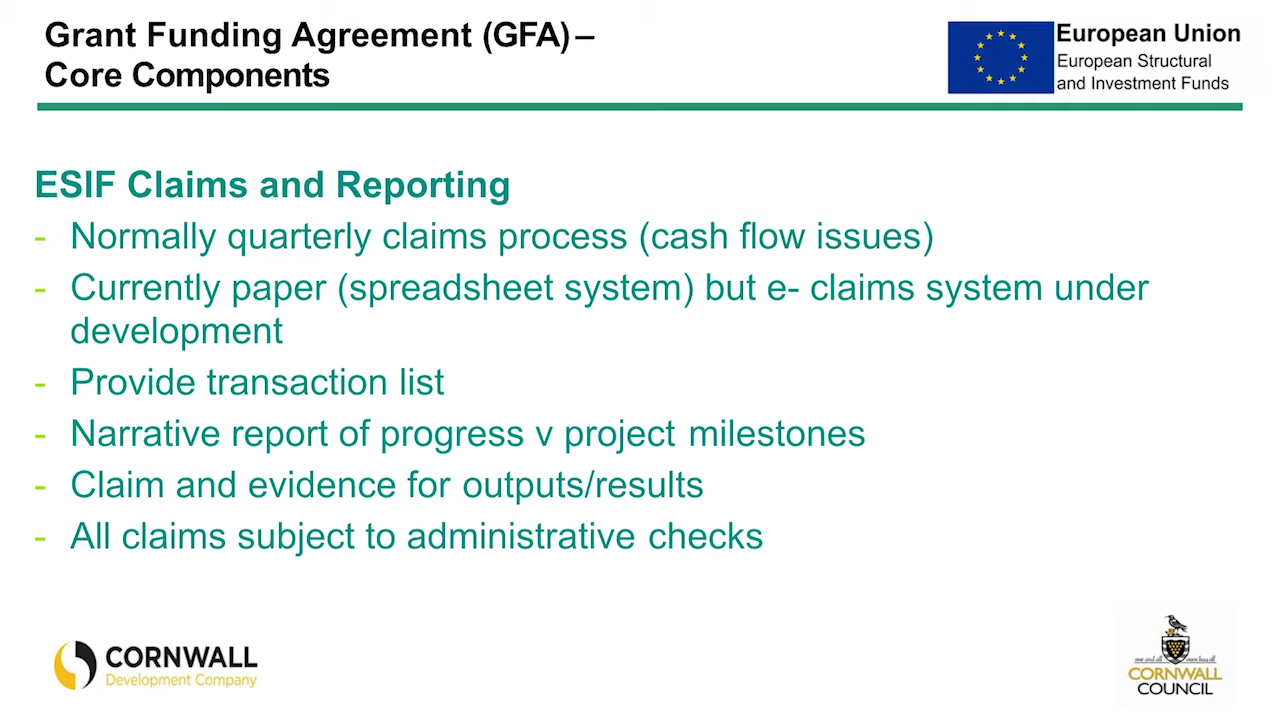 Grant Funding Agreement (GFA) –
Core Components
European Union
European Structural
and Investment Funds
ESIF Claims and Reporting
- Normally quarterly claims process (cash flow issues)
- Currently paper (spreadsheet system) but e- claims system under
development
- Provide transaction list
- Narrative report of progress v project milestones
- Claim and evidence for outputs/results
- All claims subject to administrative checks
CORNWALL
Development Company
one and all
CORNWALL
COUNCIL